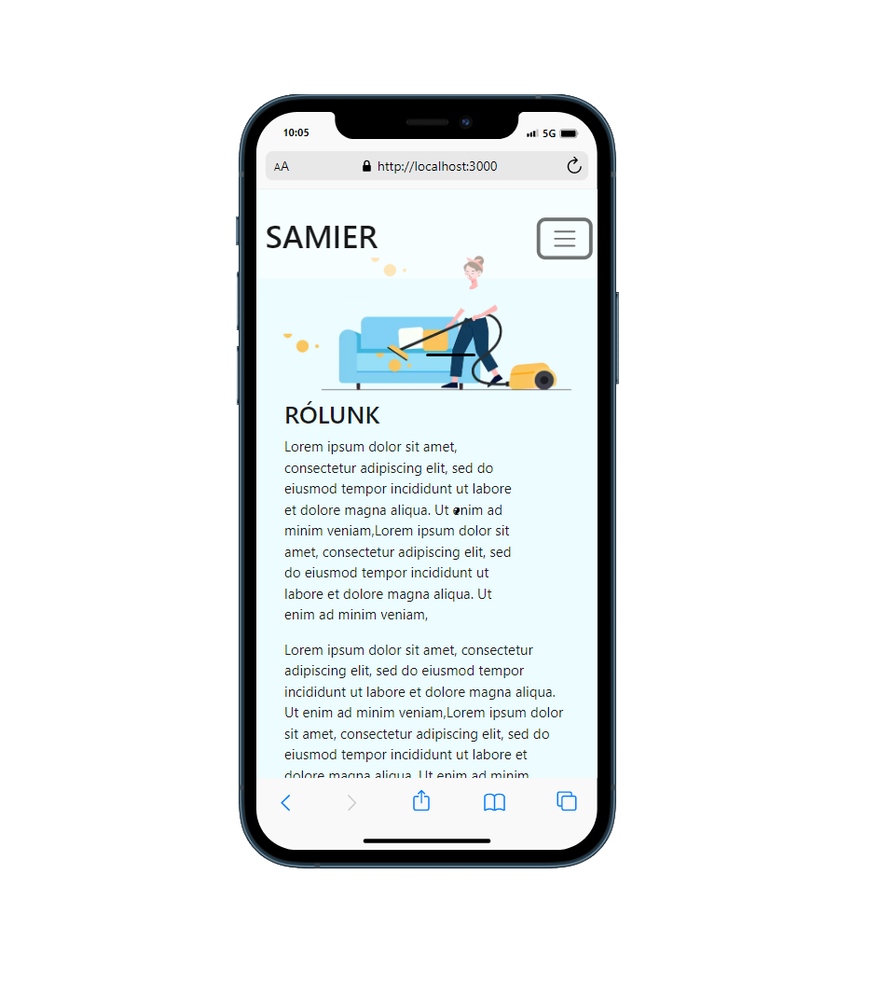 10:05
5G
AA
http://localhost:3000
SAMIER
RÓLUNK
Lorem ipsum dolor sit amet,
consectetur adipiscing elit, sed do
eiusmod tempor incididunt ut labore
et dolore magna aliqua. Ut enim ad
minim veniam,Lorem ipsum dolor sit
amet, consectetur adipiscing elit, sed
do eiusmod tempor incididunt ut
labore et dolore magna aliqua. Ut
enim ad minim veniam,
Lorem ipsum dolor sit amet, consectetur
adipiscing elit, sed do eiusmod tempor
incididunt ut labore et dolore magna aliqua.
Ut enim ad minim veniam,Lorem ipsum dolor
sit amet, consectetur adipiscing elit, sed do
eiusmod tempor incididunt ut labore et
dolore magna aliqua. Ut enim ad minim